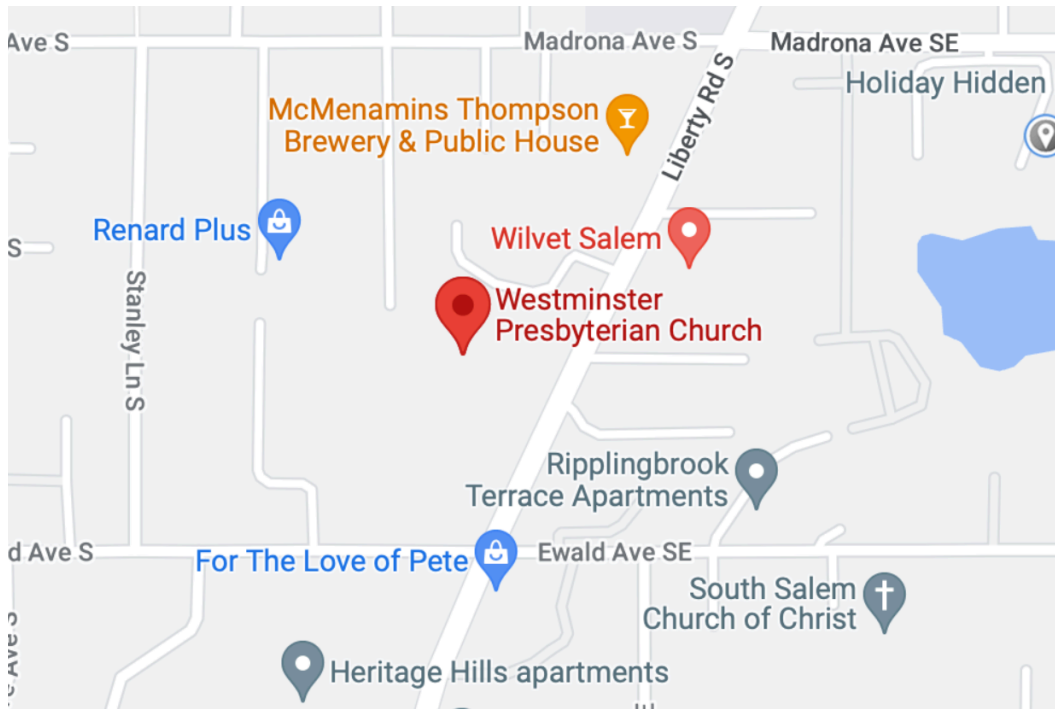 Ave S
Madrona Ave S
Madrona Ave SE
Holiday Hidden
McMenamins Thompson
Brewery & Public House
Liberty Rd S
Renard Plus
Wilvet Salem
S
Stanley Ln S
Westminster
Presbyterian Church
Ripplingbrook
Terrace Apartments
d Ave S
For The Love of Pete
Ewald Ave SE
South Salem
Church of Christ
Ave S
Heritage Hills apartments